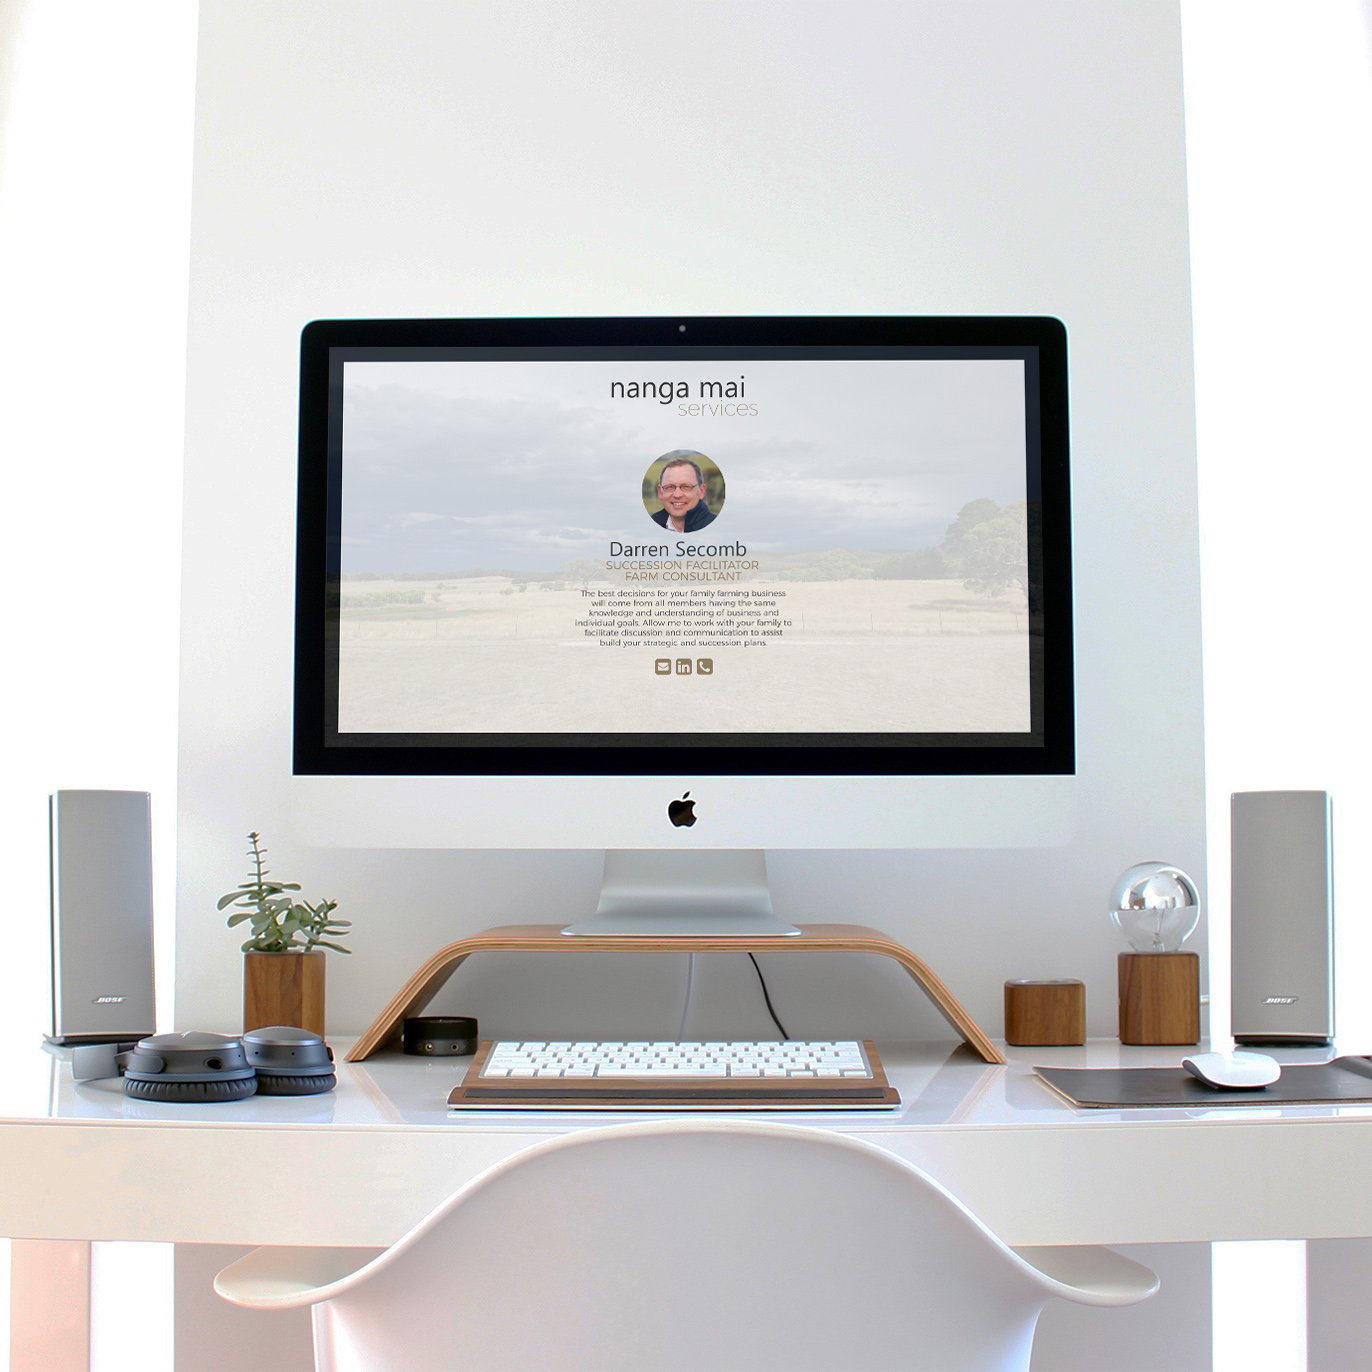 nanga mai
services
Darren Secomb
SUCCESSION FACILITATOR
FARM CONSULTANT
The best decisions for your family farming business
will come from all members having the same
knowledge and understanding of business and
individual goals. Allow me to work with your family to
facilitate discussion and communication to assist
build your strategic and succession plans.
in
BOSE
BOSE